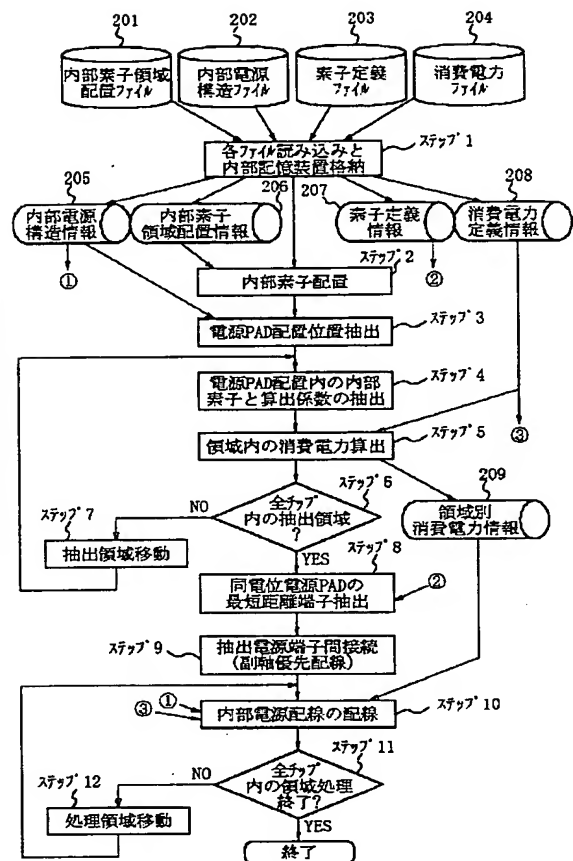 201
202
203
204
内部素子領域
配置ファイル
内部電源
構造ファイル
素子定義
ファイル
消費電力
ファイル
ステップ1
各ファイル読み込みと
内部記憶装置格納
205
206
207
208
内部電源
構造情報
内部素子
領域配置情報
素子定義
情報
消費電力
定義情報
①
②
ステップ2
内部素子配置
ステップ3
電源PAD配置位置抽出
ステップ4
電源PAD配置内の内部
素子と算出係数の抽出
③
ステップ5
領域内の消費電力算出
209
ステップ6
全チップ
内の抽出領域
?
領域別
消費電力情報
ステップ7
NO
抽出領域移動
YES
ステップ8
同電位電源PADの
最短距離端子抽出
②
ステップ9
抽出電源端子間接続
(副軸優先配線)
①
③
内部電源配線の配線
ステップ10
ステップ11
全チップ
内の領域処理
終了?
ステップ12
NO
処理領域移動
YES
終了